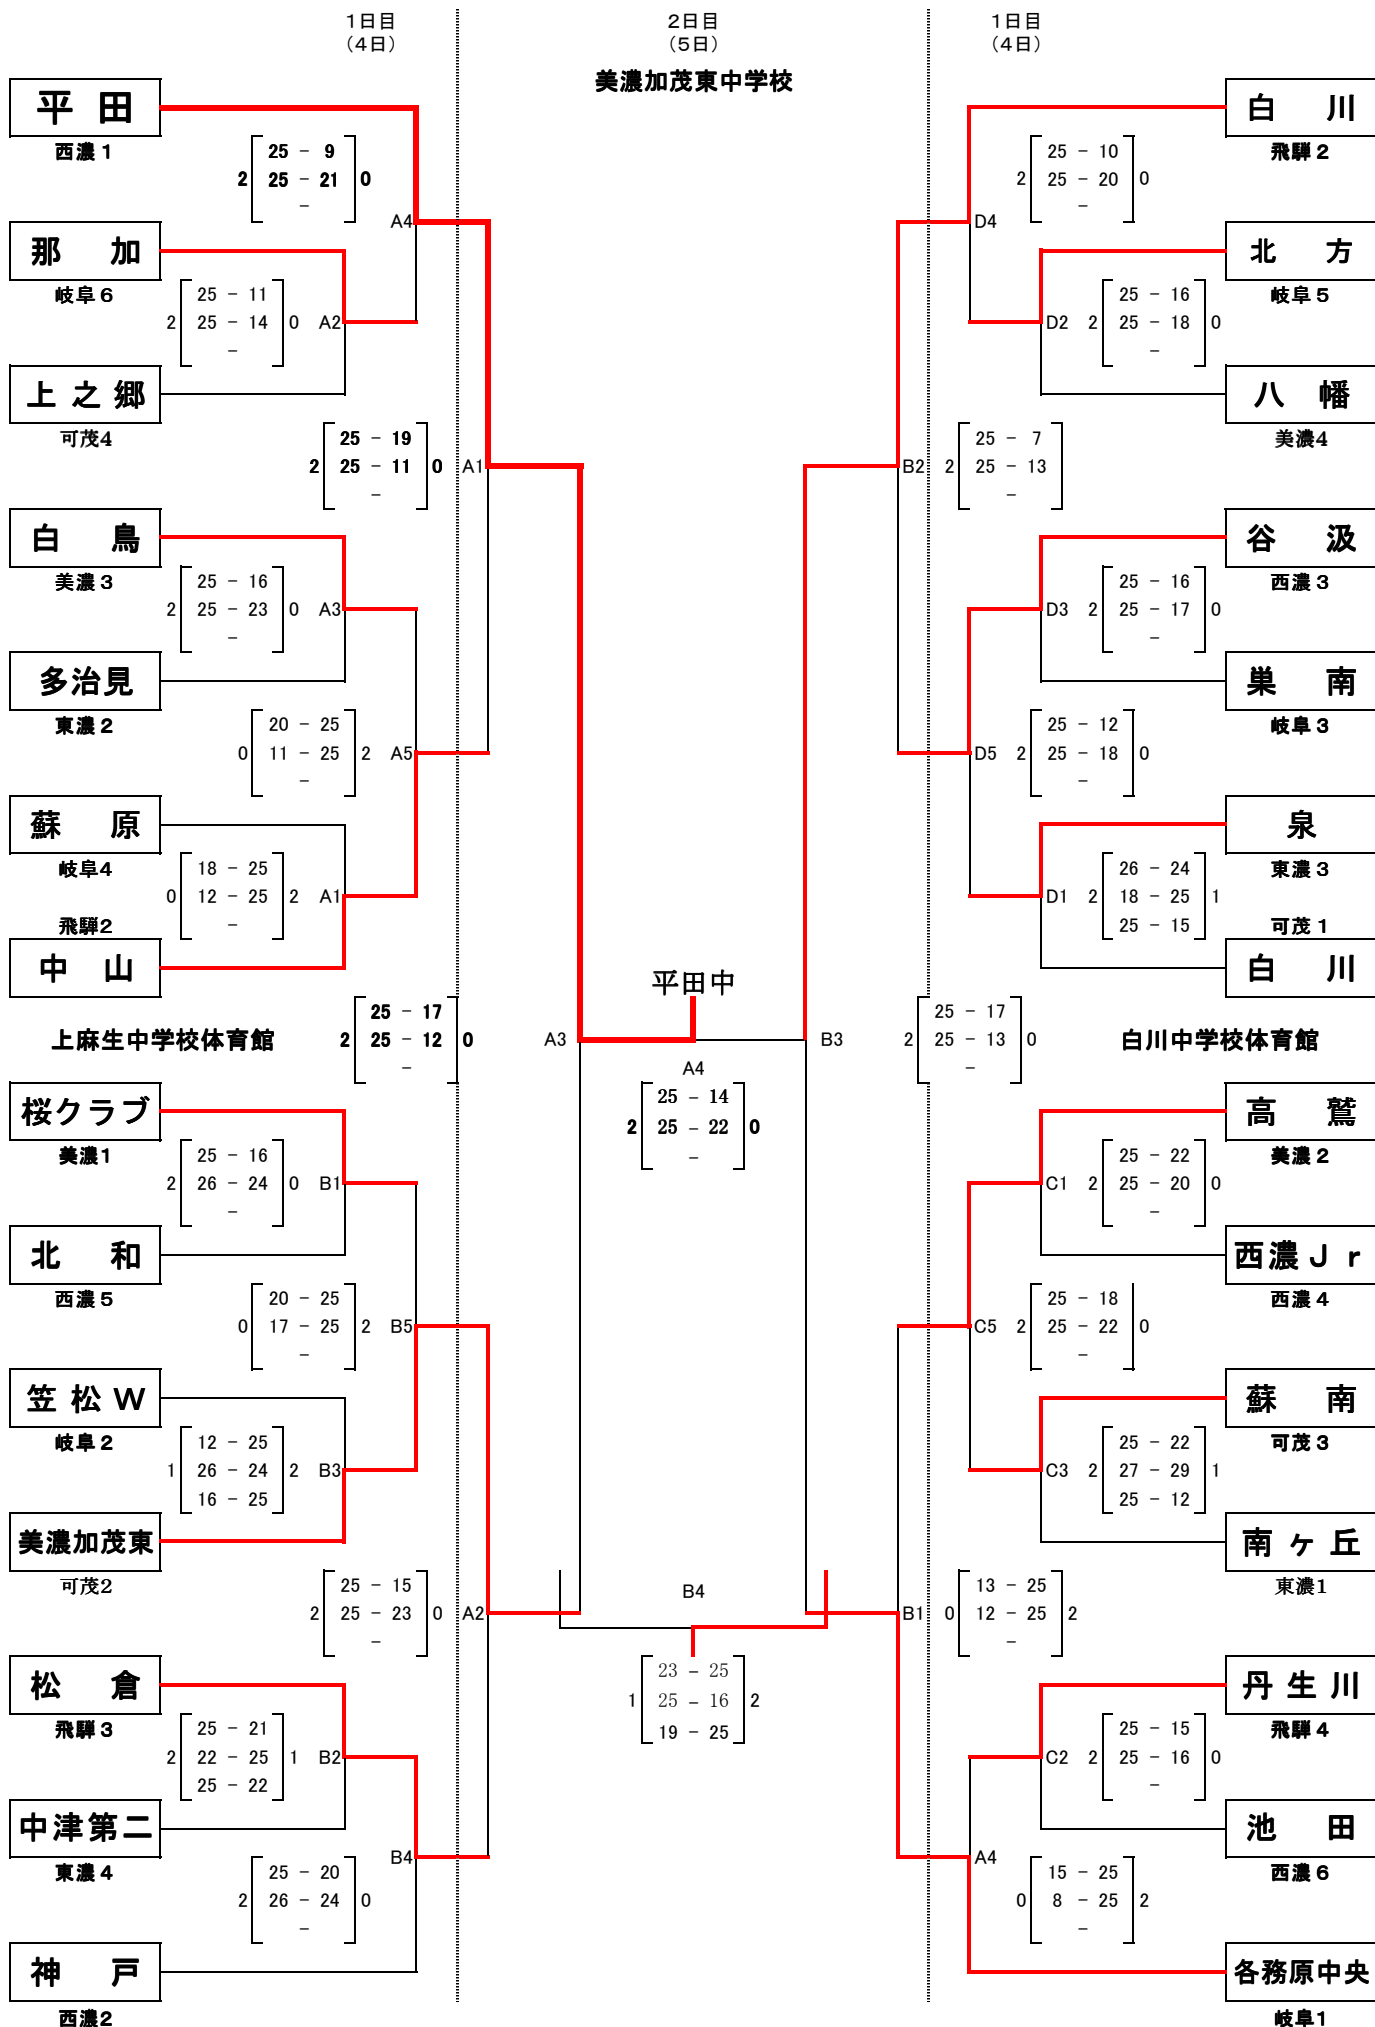 1日目 2日目 1日目
(4日) (5日) (4日)
美濃加茂東中学校
平 田
西濃1
25 - 9
2 25 - 21 0
-
A4
那 加
岐阜6
25 - 11
2 25 - 14 0 A2
-
上之郷
可茂4
25 - 19
2 25 - 11 0 A1
-
白 鳥
美濃3
25 - 16
2 25 - 23 0 A3
-
多治見
東濃2
20 - 25
0 11 - 25 2 A5
-
蘇 原
岐阜4
18 - 25
0 12 - 25 2 A1
-
飛騨2
中 山
上麻生中学校体育館
25 - 17
2 25 - 12 0 A3
-
桜クラブ
美濃1
25 - 16
2 26 - 24 0 B1
-
北 和
西濃5
20 - 25
0 17 - 25 2 B5
-
笠松W
岐阜2
12 - 25
1 26 - 24 2 B3
16 - 25
美濃加茂東
可茂2
25 - 15
2 25 - 23 0 A2
-
松 倉
飛騨3
25 - 21
2 22 - 25 1 B2
25 - 22
中津第二
東濃4
B4
25 - 20
2 26 - 24 0
-
神 戸
西濃2
平田中
A4
25 - 14
2 25 - 22 0
-
B4
23 - 25
1 25 - 16 2
19 - 25
白 川
飛騨2
25 - 10
2 25 - 20 0
-
D4
北 方
岐阜5
25 - 16
D2 2 25 - 18 0
-
八 幡
美濃4
25 - 7
B2 2 25 - 13
-
谷 汲
西濃3
25 - 16
D3 2 25 - 17 0
-
巣 南
岐阜3
25 - 12
D5 2 25 - 18 0
-
泉
東濃3
26 - 24
D1 2 18 - 25 1
25 - 15
可茂1
白 川
25 - 17
B3 2 25 - 13 0
-
白川中学校体育館
高 鷲
美濃2
25 - 22
C1 2 25 - 20 0
-
西濃Jr
西濃4
25 - 18
C5 2 25 - 22 0
-
蘇 南
可茂3
25 - 22
C3 2 27 - 29 1
25 - 12
南ヶ丘
東濃1
13 - 25
B1 0 12 - 25 2
-
丹生川
飛騨4
25 - 15
C2 2 25 - 16 0
-
池 田
西濃6
A4
15 - 25
0 8 - 25 2
-
各務原中央
岐阜1